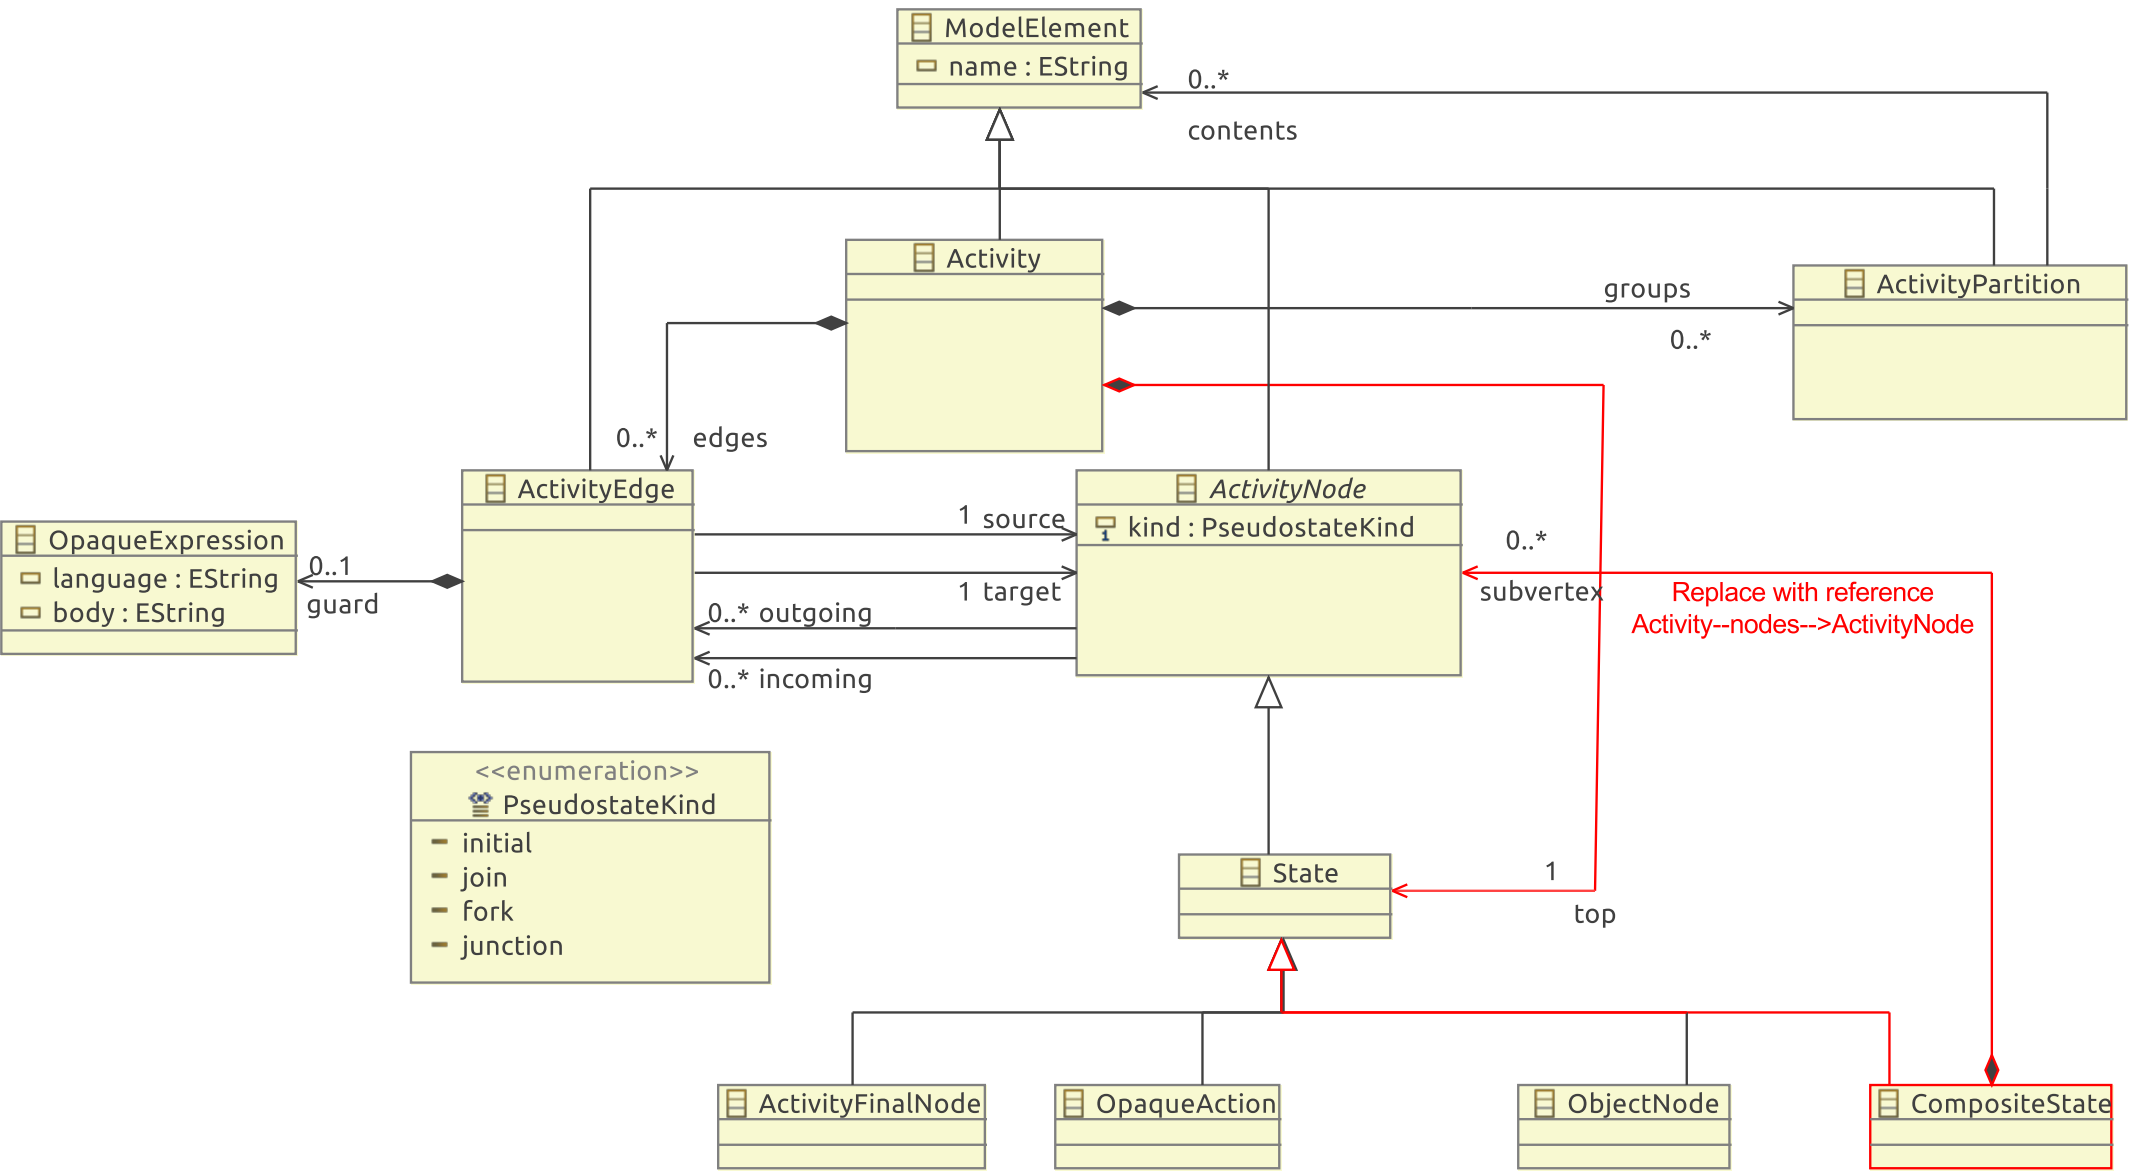 ModelElement
name : EString
0..*
contents
Activity
groups
0..*
ActivityPartition
0..*
edges
ActivityEdge
ActivityNode
kind : PseudostateKind
1 source
1 target
0..* outgoing
0..* incoming
OpaqueExpression
language : EString
body : EString
0..1
guard
0..*
subvertex
Replace with reference
Activity--nodes-->ActivityNode
<<enumeration>>
PseudostateKind
initial
join
fork
junction
State
1
top
ActivityFinalNode
OpaqueAction
ObjectNode
CompositeState
1